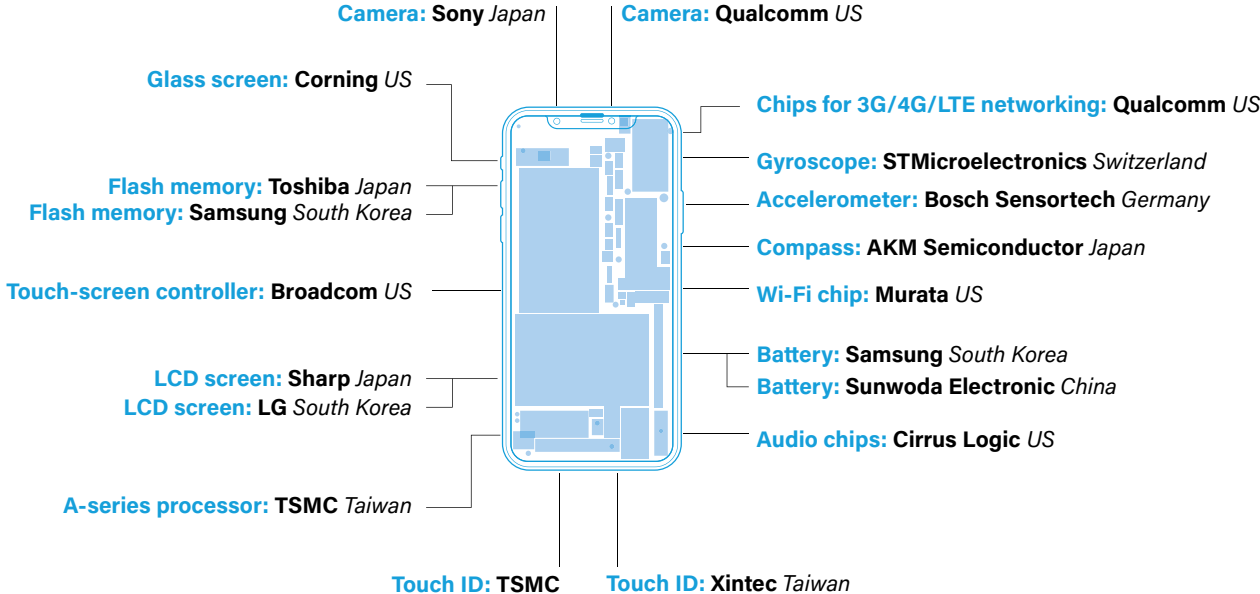 Camera: Sony Japan
Camera: Qualcomm US
Glass screen: Corning US
Flash memory: Toshiba Japan
Flash memory: Samsung South Korea
Touch-screen controller: Broadcom US
LCD screen: Sharp Japan
LCD screen: LG South Korea
A-series processor: TSMC Taiwan
Chips for 3G/4G/LTE networking: Qualcomm US
Gyroscope: STMicroelectronics Switzerland
Accelerometer: Bosch Sensortech Germany
Compass: AKM Semiconductor Japan
Wi-Fi chip: Murata US
Battery: Samsung South Korea
Battery: Sunwoda Electronic China
Audio chips: Cirrus Logic US
Touch ID: TSMC
Touch ID: Xintec Taiwan